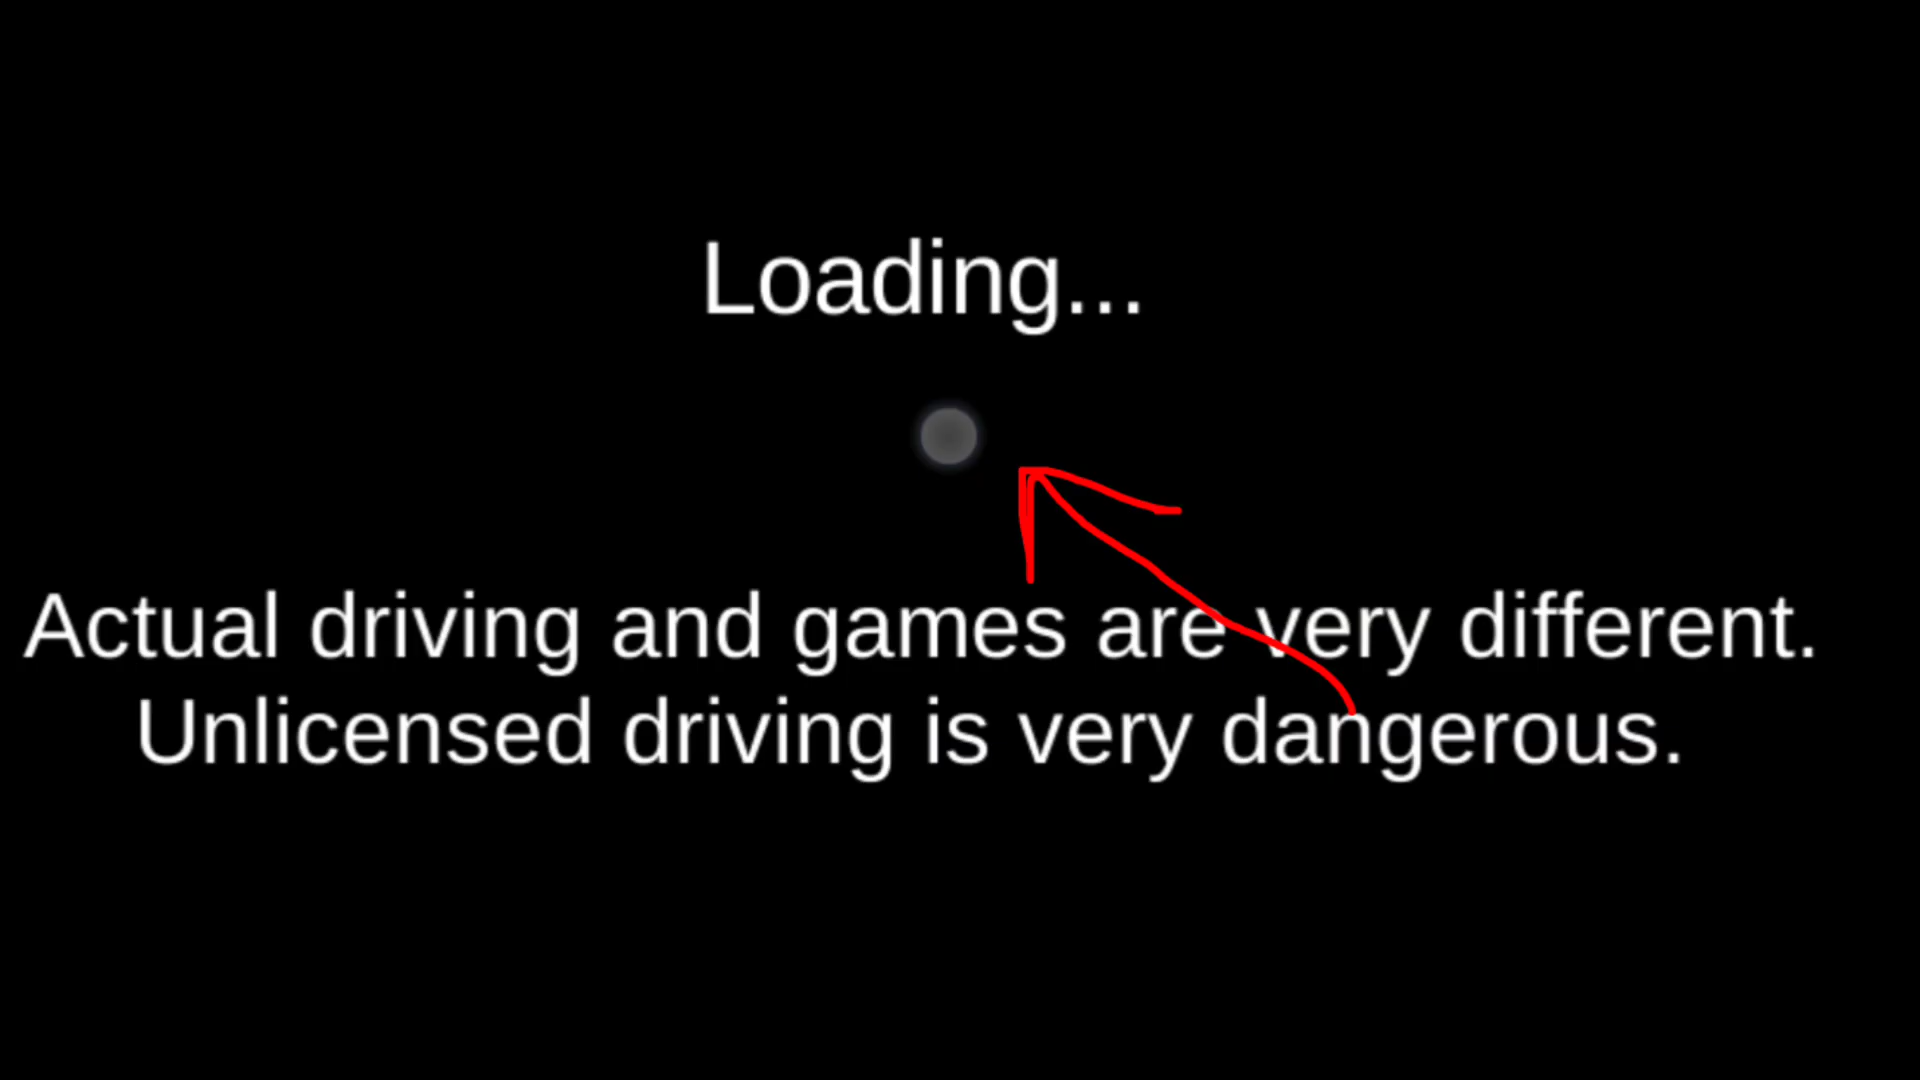 Loading...
Actual driving and games are very different.
Unlicensed driving is very dangerous.